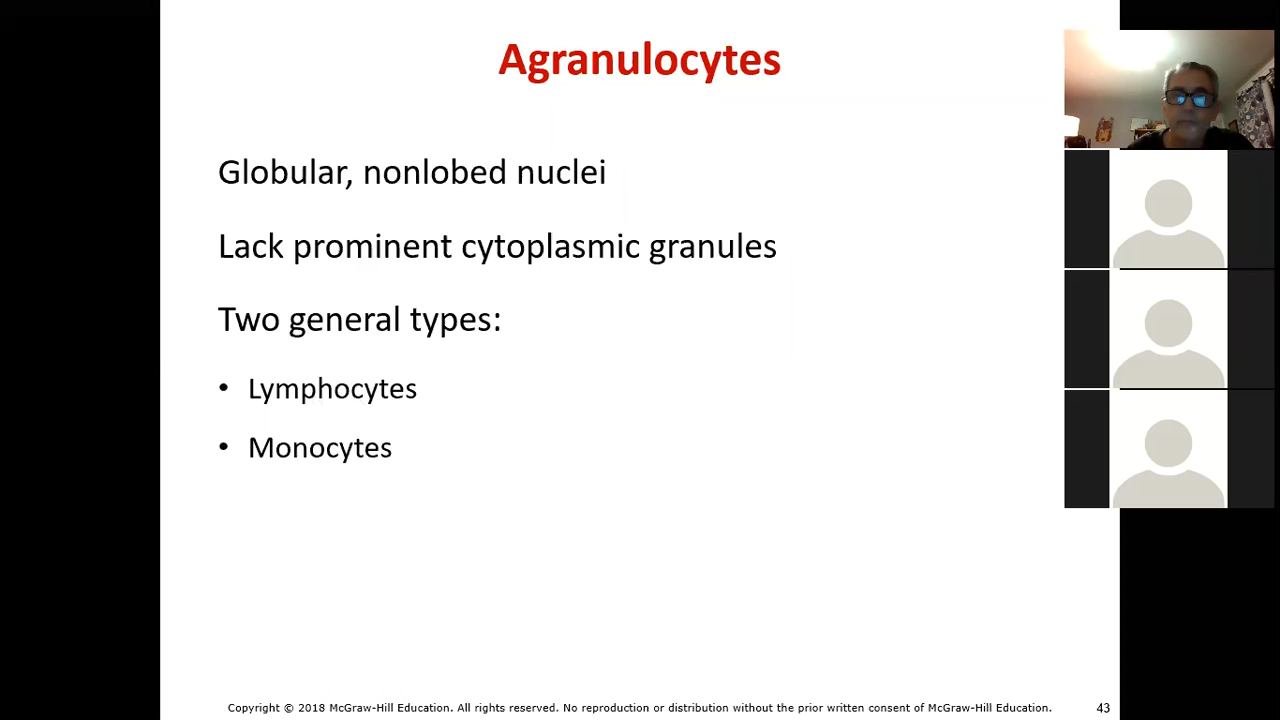 Agranulocytes
Globular, nonlobed nuclei
Lack prominent cytoplasmic granules
Two general types:
• Lymphocytes
• Monocytes
Copyright © 2018 McGraw-Hill Education. All rights reserved. No reproduction or distribution without the prior written consent of McGraw-Hill Education.
43